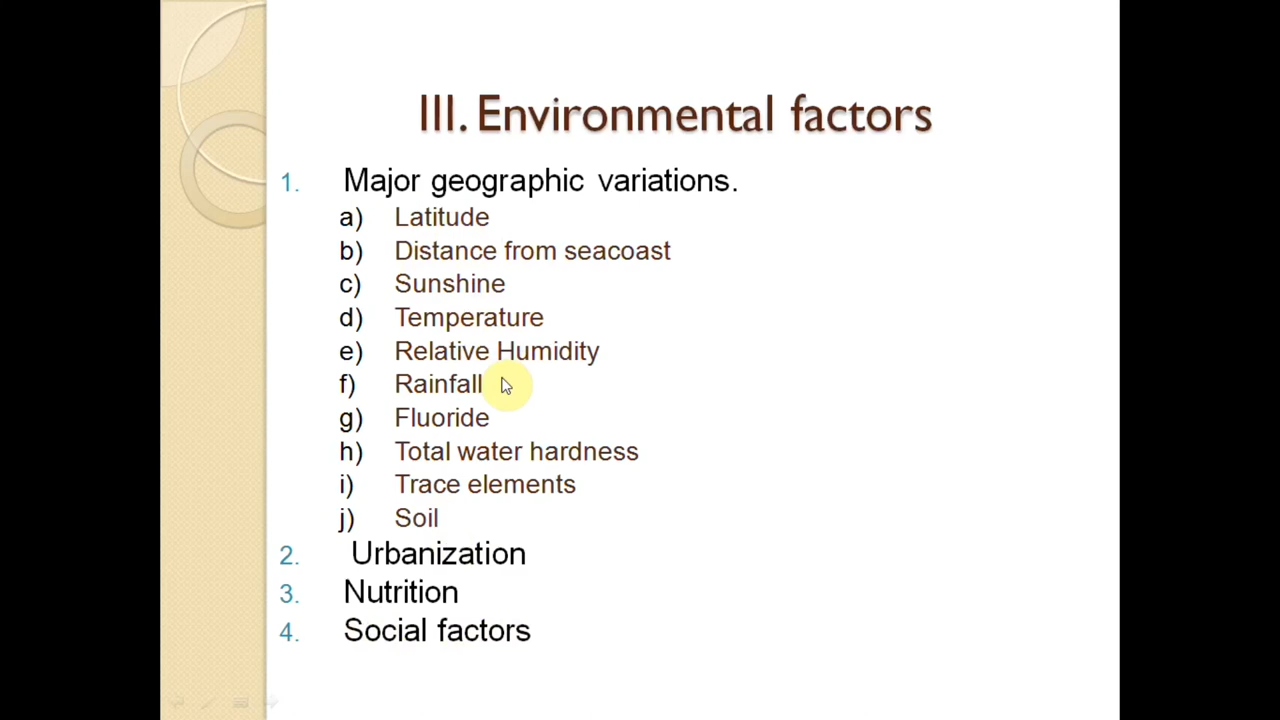 III. Environmental factors
1. Major geographic variations.
a) Latitude
b) Distance from seacoast
c) Sunshine
d) Temperature
e) Relative Humidity
f) Rainfall
g) Fluoride
h) Total water hardness
i) Trace elements
j) Soil
2. Urbanization
3. Nutrition
4. Social factors